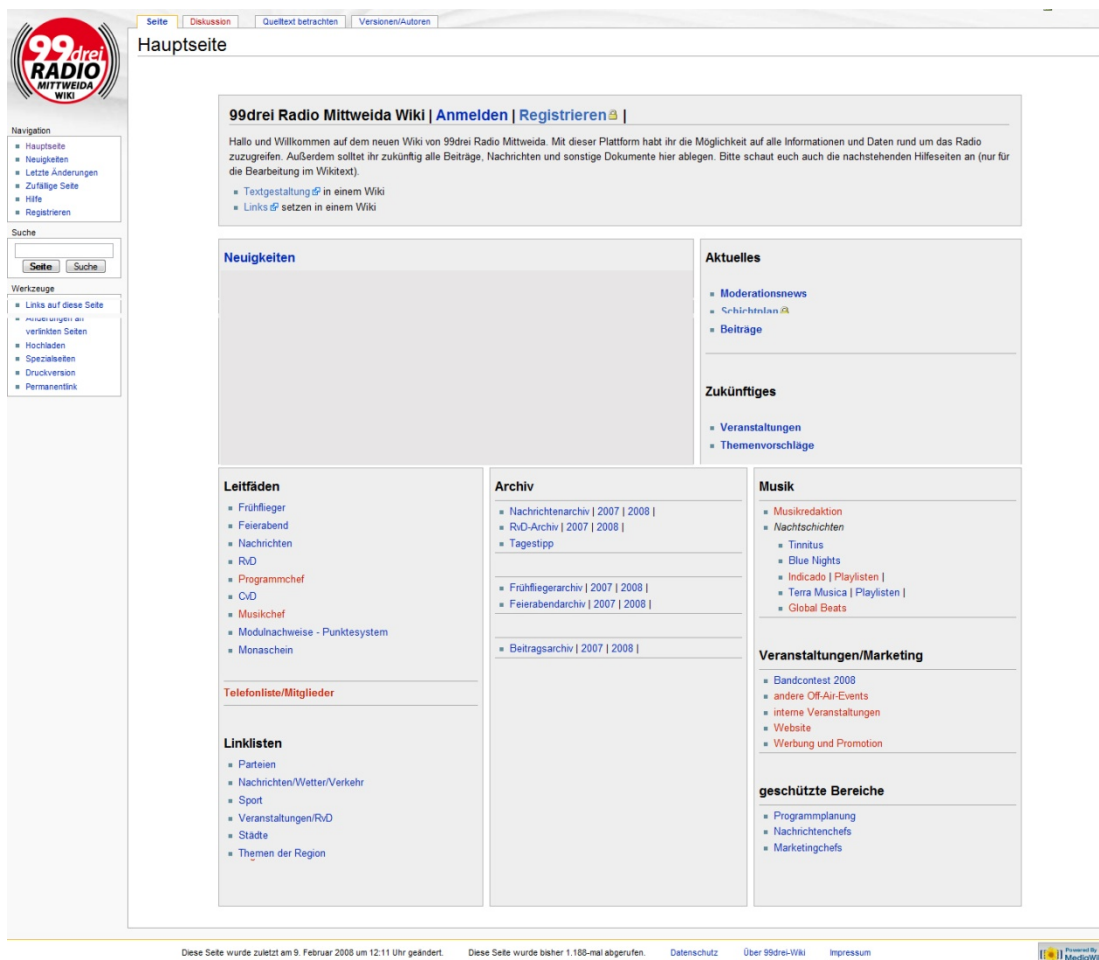 Seite Diskussion Quelltext betrachten Versionen/Autoren
99drei
RADIO
MITTWEIDA
WIKI
Hauptseite
Navigation
Hauptseite
Neuigkeiten
Letzte Änderungen
Zufällige Seite
Hilfe
Registrieren
Suche
Seite Suche
Werkzeuge
Links auf diese Seite
Änderungen an
verlinkten Seiten
Hochladen
Spezialseiten
Druckversion
Permanentlink
99drei Radio Mittweida Wiki | Anmelden | Registrieren |
Hallo und Willkommen auf dem neuen Wiki von 99drei Radio Mittweida. Mit dieser Plattform habt ihr die Möglichkeit auf alle Informationen und Daten rund um das Radio
zuzugreifen. Außerdem solltet ihr zukünftig alle Beiträge, Nachrichten und sonstige Dokumente hier ablegen. Bitte schaut euch auch die nachstehenden Hilfeseiten an (nur für
die Bearbeitung im Wikitext).
Textgestaltung in einem Wiki
Links setzen in einem Wiki
Neuigkeiten
Aktuelles
Moderationsnews
Schichtplan
Beiträge
Zukünftiges
Veranstaltungen
Themenvorschläge
Leitfäden
Frühflieger
Feierabend
Nachrichten
RvD
Programmchef
CvD
Musikchef
Modulnachweise - Punktesystem
Monaschein
Telefonliste/Mitglieder
Linklisten
Parteien
Nachrichten/Wetter/Verkehr
Sport
Veranstaltungen/RvD
Städte
Themen der Region
Archiv
Nachrichtenarchiv | 2007 | 2008 |
RvD-Archiv | 2007 | 2008 |
Tagestipp
Frühfliegerarchiv | 2007 | 2008 |
Feierabendarchiv | 2007 | 2008 |
Beitragsarchiv | 2007 | 2008 |
Musik
Musikredaktion
Nachtschichten
Tinnitus
Blue Nights
Indicado | Playlisten |
Terra Musica | Playlisten |
Global Beats
Veranstaltungen/Marketing
Bandcontest 2008
andere Off-Air-Events
interne Veranstaltungen
Website
Werbung und Promotion
geschützte Bereiche
Programmplanung
Nachrichtenchefs
Marketingchefs
Diese Seite wurde zuletzt am 9. Februar 2008 um 12:11 Uhr geändert. Diese Seite wurde bisher 1.188-mal abgerufen. Datenschutz Über 99drei-Wiki Impressum
Powered By
MediaWi